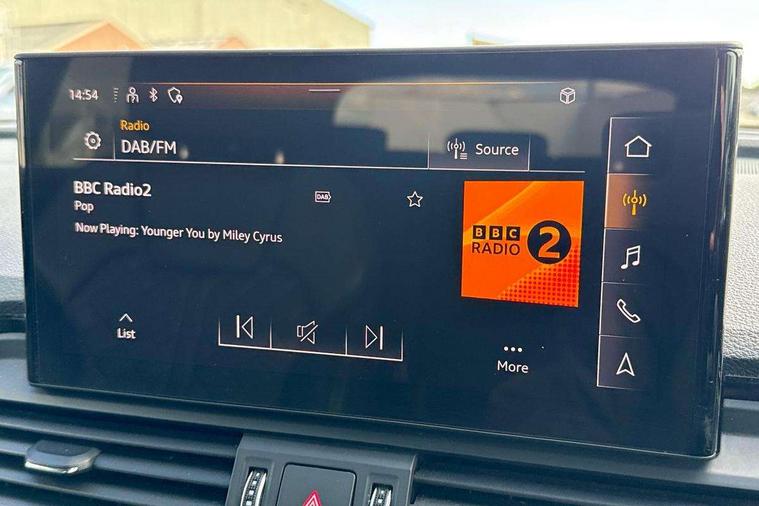 14:54
Radio
DAB/FM
Source
BBC Radio2
Pop
DAB
Now Playing: Younger You by Miley Cyrus
BBC
RADIO 2
List
More